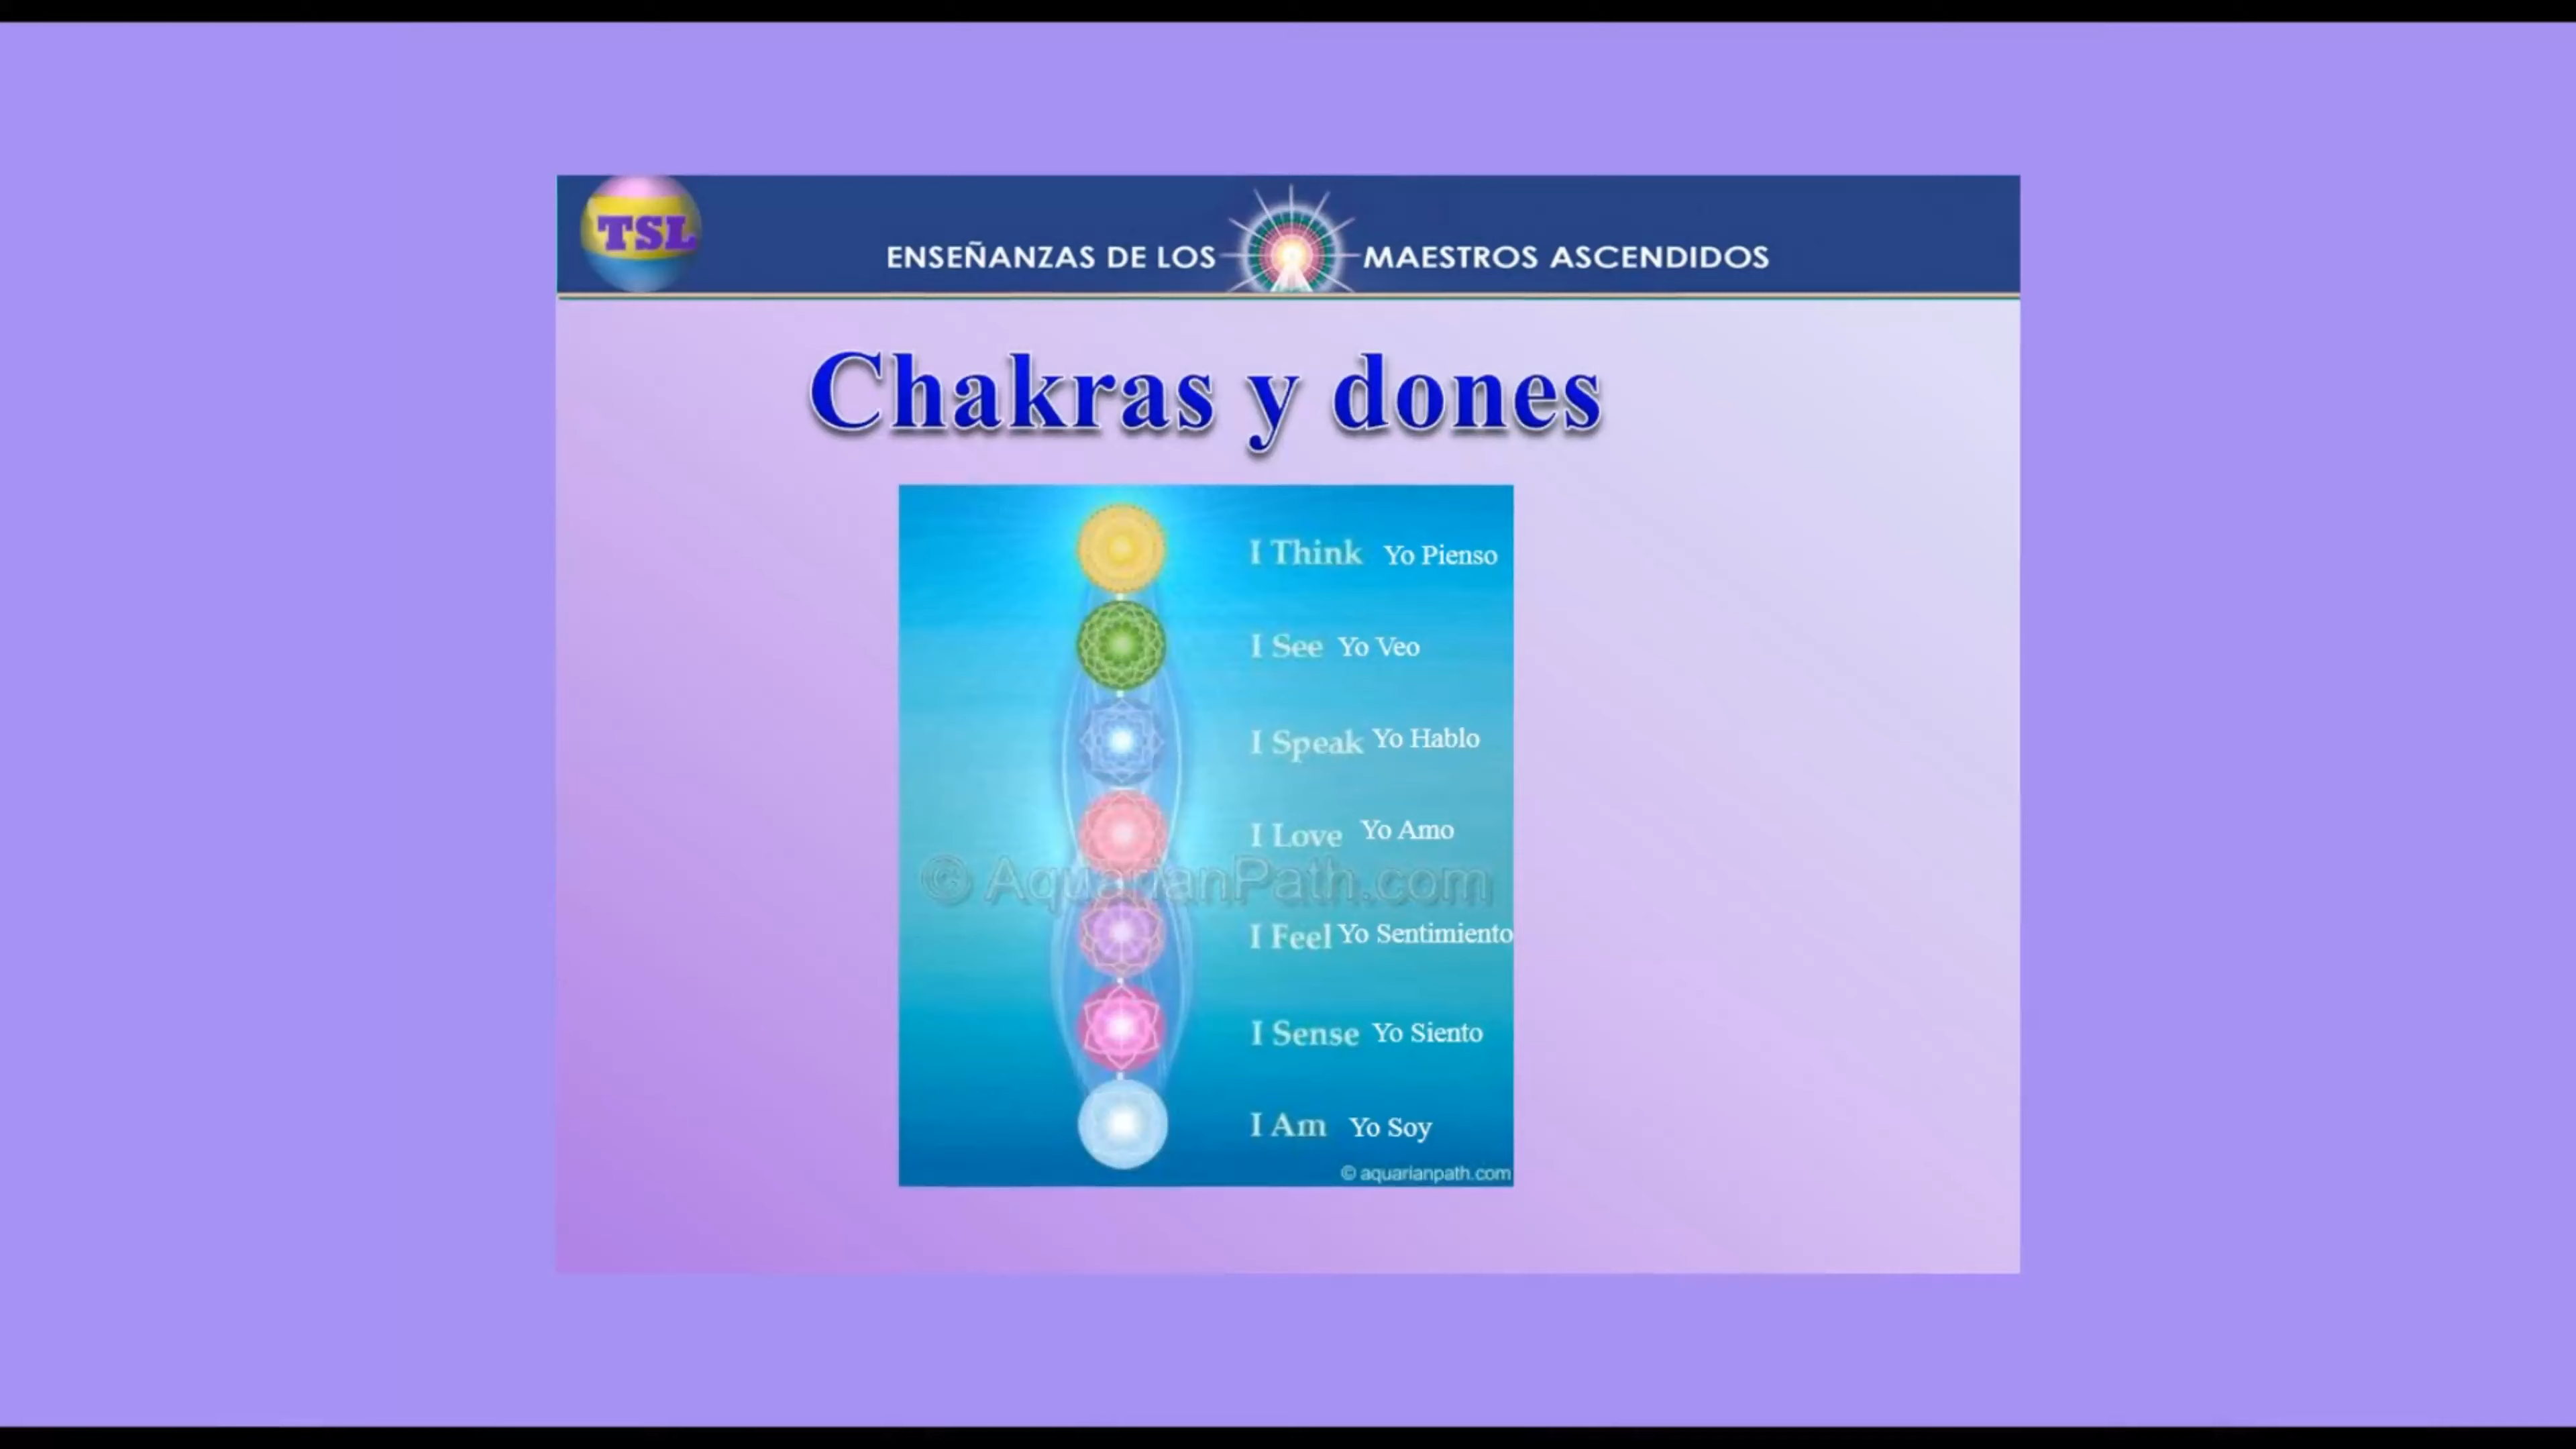 TSL
ENSEÑANZAS DE LOS MAESTROS ASCENDIDOS
Chakras y dones
I Think Yo Pienso
I See Yo Veo
I Speak Yo Hablo
I Love Yo Amo
© AquarianPath.com
I Feel Yo Sentimiento
I Sense Yo Siento
I Am Yo Soy
© aquarianpath.com